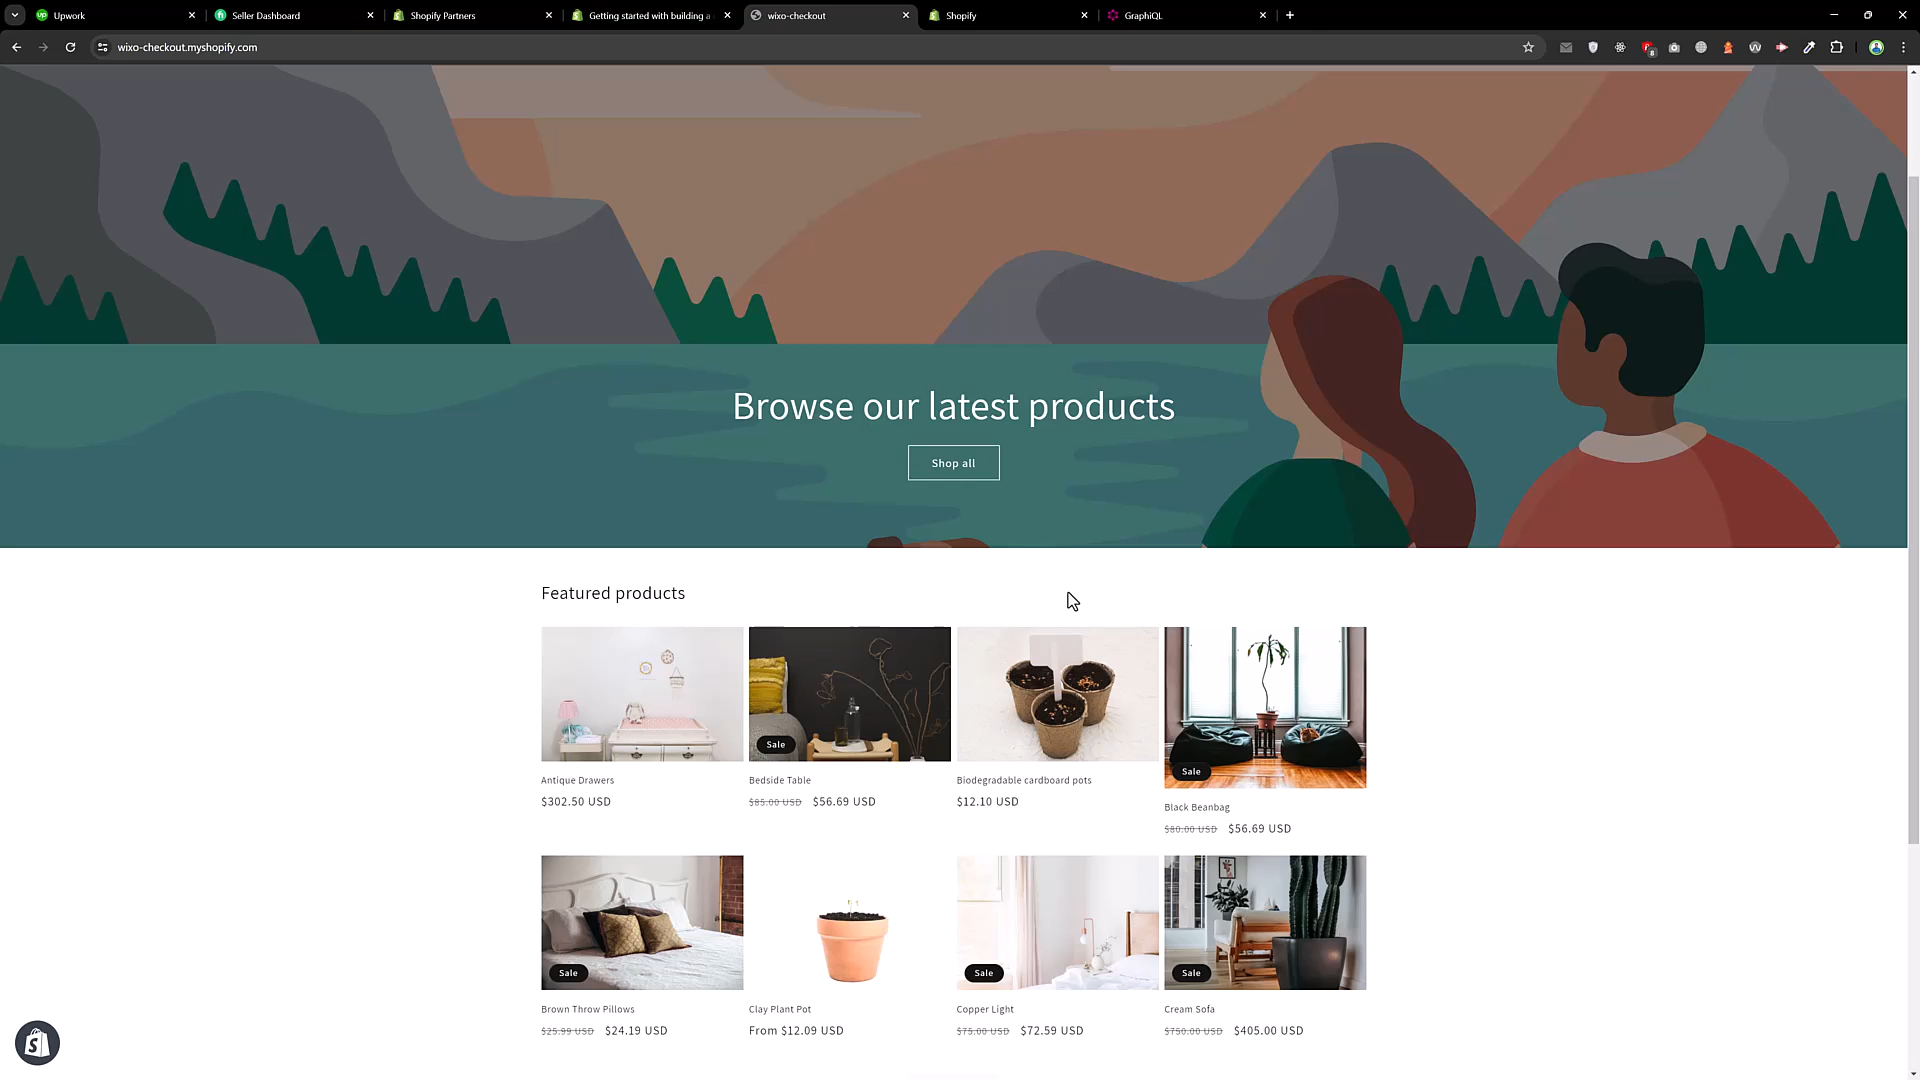 Upwork
Seller Dashboard
Shopify Partners
Getting started with building a
wixo-checkout
Shopify
GraphiQL
wixo-checkout.myshopify.com
8
Browse our latest products
Shop all
Featured products
Sale
Sale
Antique Drawers
Bedside Table
Biodegradable cardboard pots
$302.50 USD
$85.00 USD $56.69 USD
$12.10 USD
Black Beanbag
$80.00 USD $56.69 USD
Sale
Sale
Sale
Brown Throw Pillows
Clay Plant Pot
Copper Light
Cream Sofa
$25.99 USD $24.19 USD
From $12.09 USD
$75.00 USD $72.59 USD
$750.00 USD $405.00 USD